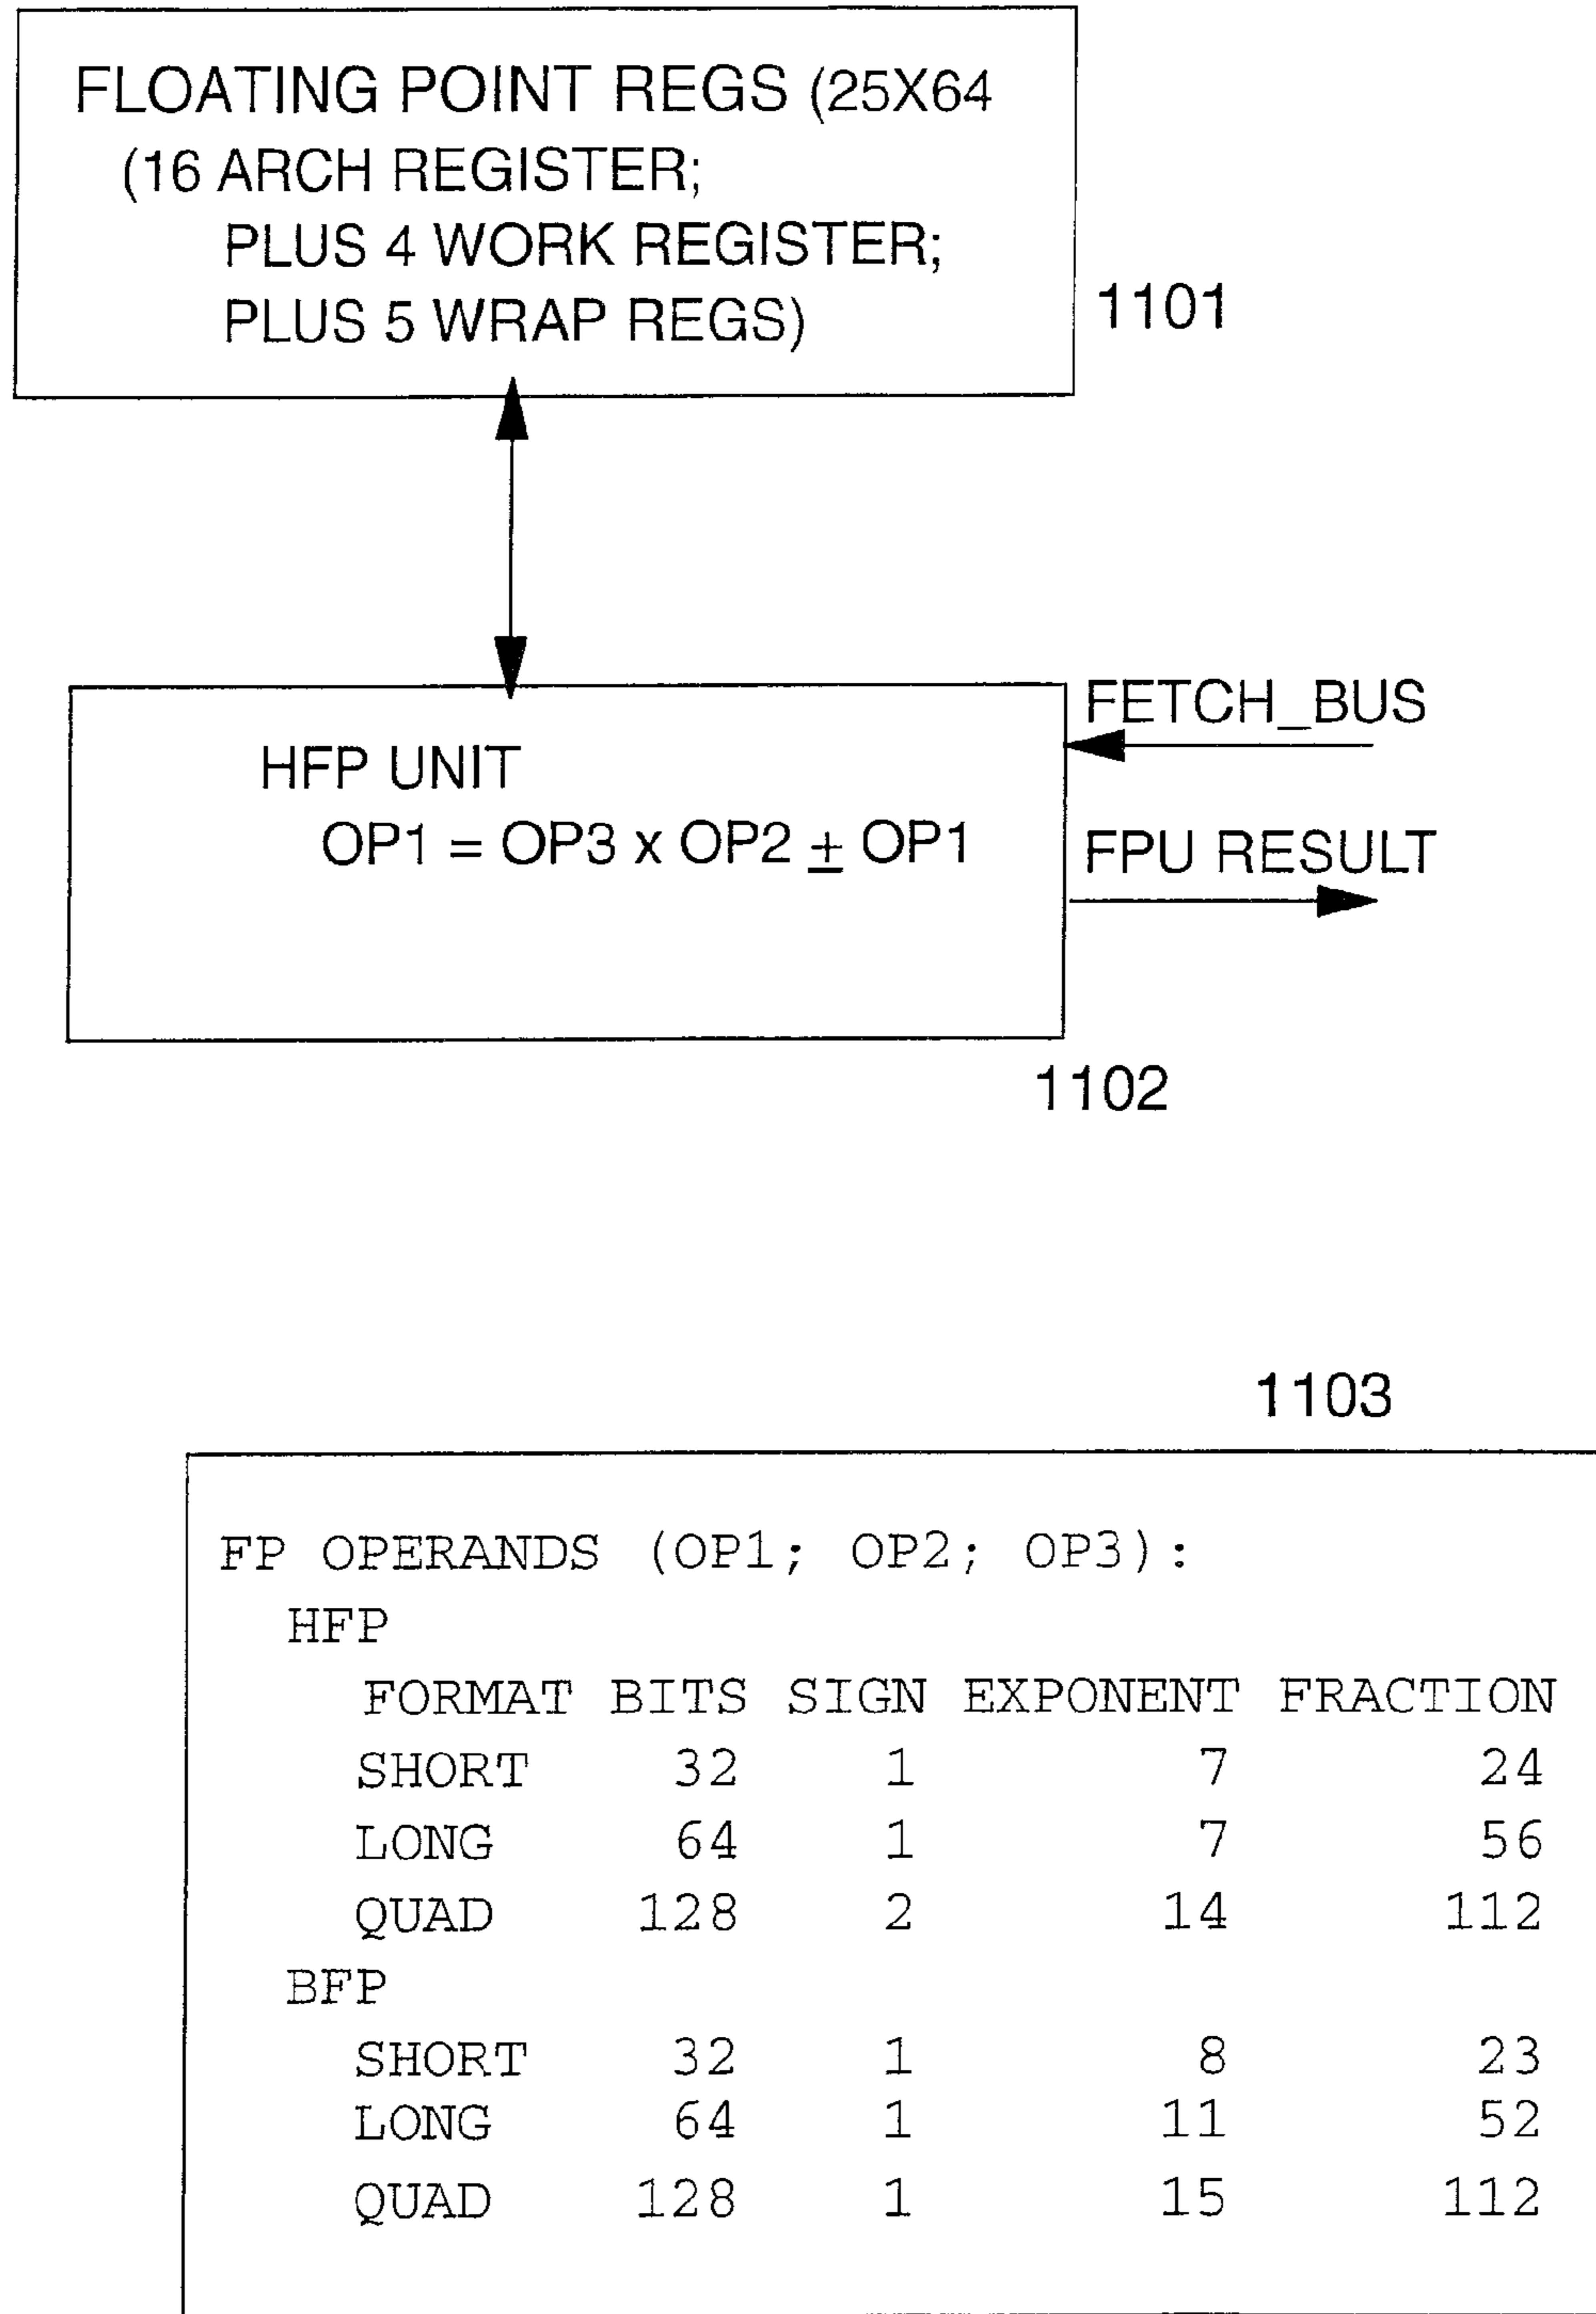 FLOATING POINT REGS (25X64
(16 ARCH REGISTER;
PLUS 4 WORK REGISTER;
PLUS 5 WRAP REGS)
1101
FETCH_BUS
HFP UNIT
OP1 = OP3 x OP2 ± OP1
FPU RESULT
1102
1103
FP OPERANDS (OP1; OP2; OP3):
HFP
FORMAT BITS SIGN EXPONENT FRACTION
SHORT 32 1 7 24
LONG 64 1 7 56
QUAD 128 2 14 112
BFP
SHORT 32 1 8 23
LONG 64 1 11 52
QUAD 128 1 15 112